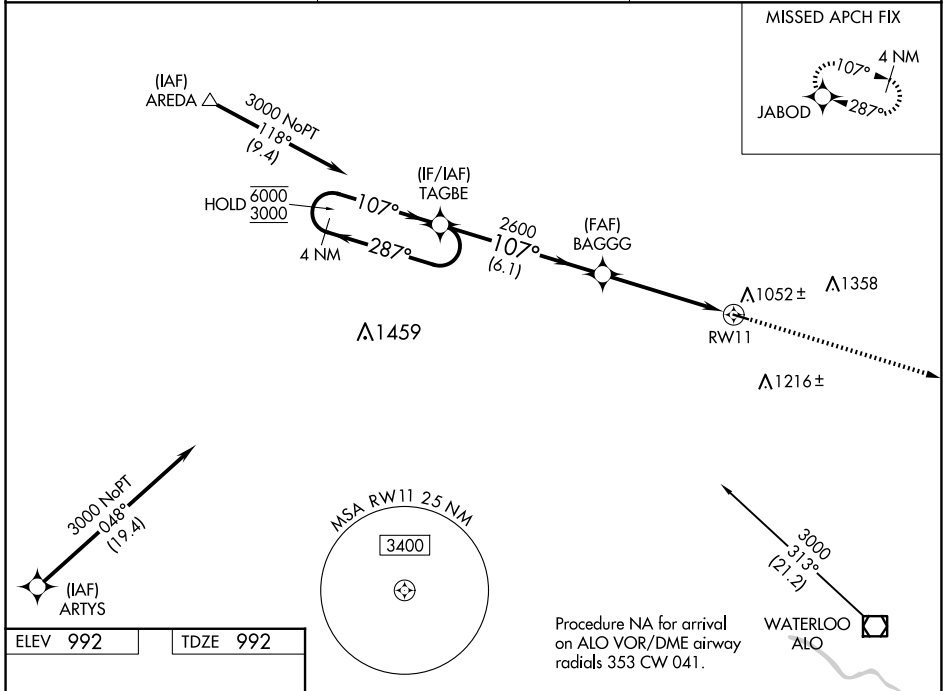 MISSED APCH FIX
4 NM
107°
JABOD
287°
(IAF)
AREDA
3000 NoPT
118°
(9.4)
(IF/IAF)
TAGBE
HOLD
6000
3000
107°
4 NM
287°
2600
107°
(6.1)
(FAF)
BAGGG
1052 ±
1358
RW11
1459
1216 ±
3000 NoPT
048°
(19.4)
(IAF)
ARTYS
MSA RW11 25 NM
3400
3000
313°
(21.2)
WATERLOO
ALO
Procedure NA for arrival
on ALO VOR/DME airway
radials 353 CW 041.
ELEV 992
TDZE 992